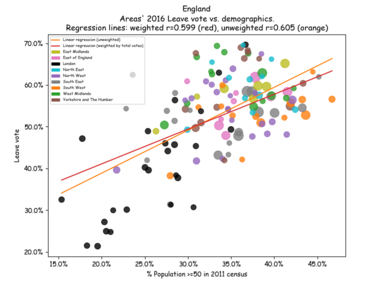 England
Areas' 2016 Leave vote vs. demographics.
Regression lines: weighted r=0.599 (red), unweighted r=0.605 (orange)
Linear regression (unweighted)
Linear regression (weighted by total votes)
East Midlands
East of England
London
North East
North West
South East
South West
West Midlands
Yorkshire and The Humber
70.0%
60.0%
50.0%
40.0%
30.0%
20.0%
Leave vote
15.0% 20.0% 25.0% 30.0% 35.0% 40.0% 45.0%
% Population >=50 in 2011 census